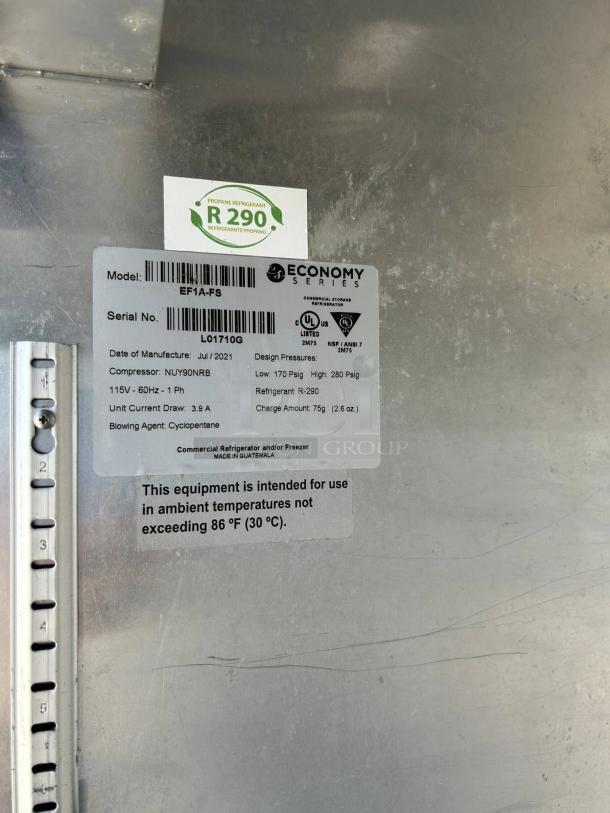 PROPANE REFRIGERANT
R 290
REFRIGERANTE PROPANO
Model:
EF1A-FS
ECONOMY
SERIES
COMMERCIAL STORAGE
REFRIGERATOR
Serial No.
L01710G
C UL US
LISTED
2M75
NSF / ANSI 7
2M75
Date of Manufacture: Jul / 2021
Design Pressures:
Compressor: NUY90NRB
Low: 170 Psig High: 280 Psig
115V - 60Hz - 1 Ph
Refrigerant: R-290
Unit Current Draw: 3.9 A
Charge Amount: 75g (2.6 oz.)
Blowing Agent: Cyclopentane
Commercial Refrigerator and/or Freezer
MADE IN GUATEMALA
GROUP
This equipment is intended for use
in ambient temperatures not
exceeding 86 ºF (30 ºC).
1
2
3
4
5